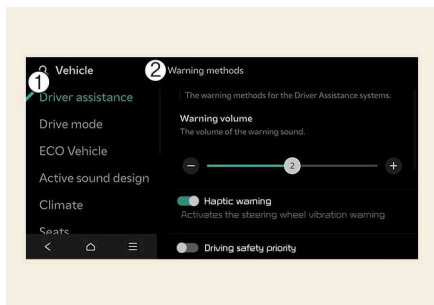 Vehicle
2
Warning methods
1
Driver assistance
Drive mode
ECO Vehicle
Active sound design
Climate
Seats
The warning methods for the Driver Assistance systems.
Warning volume
The volume of the warning sound.
2
Haptic warning
Activates the steering wheel vibration warning
Driving safety priority